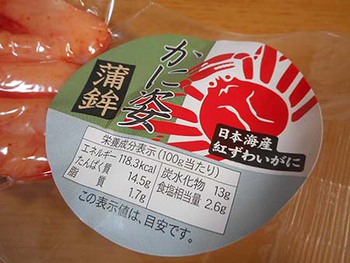 かに姿
蒲鉾
日本海産
紅ずわいがに
栄養成分表示(100g当たり)
エネルギー 118.3kcal
たんぱく質 14.5g
脂質 1.7g
炭水化物 13g
食塩相当量 2.6g
この表示値は、目安です。